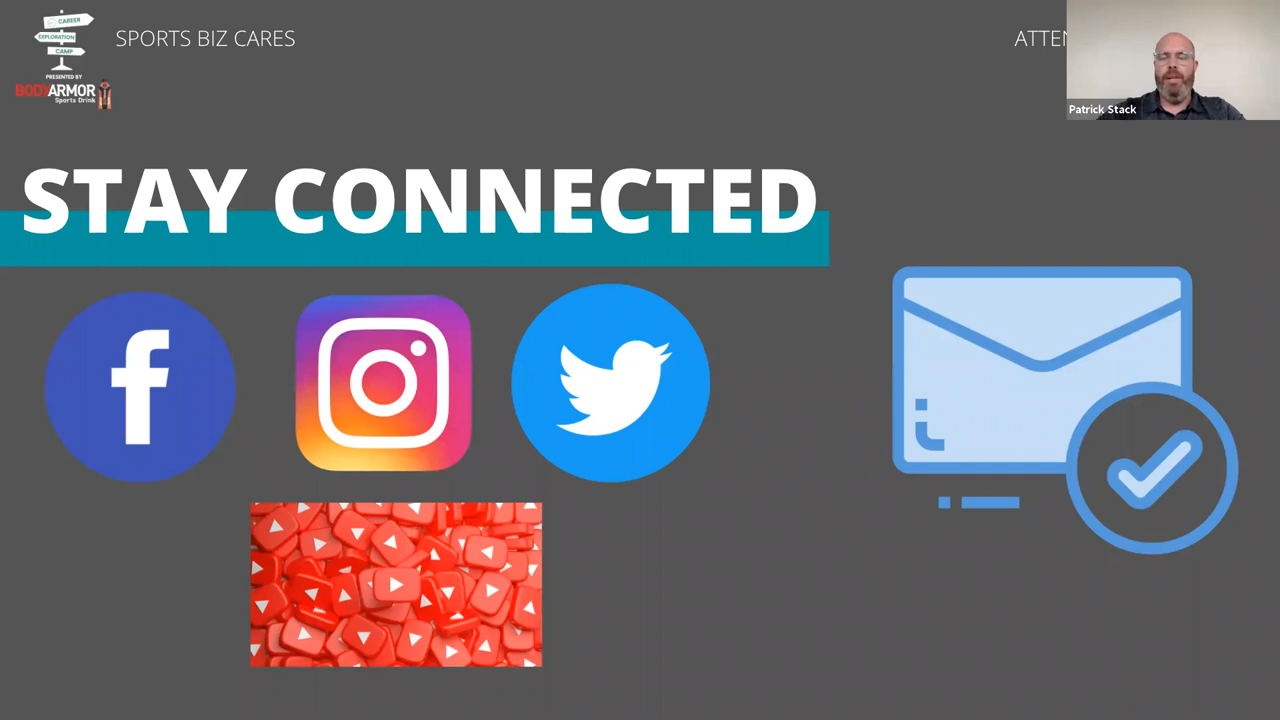 CAREER
EXPLORATION
CAMP
PRESENTED BY
BODYARMOR
Sports Drink
SPORTS BIZ CARES
ATTEN
Patrick Stack
STAY CONNECTED